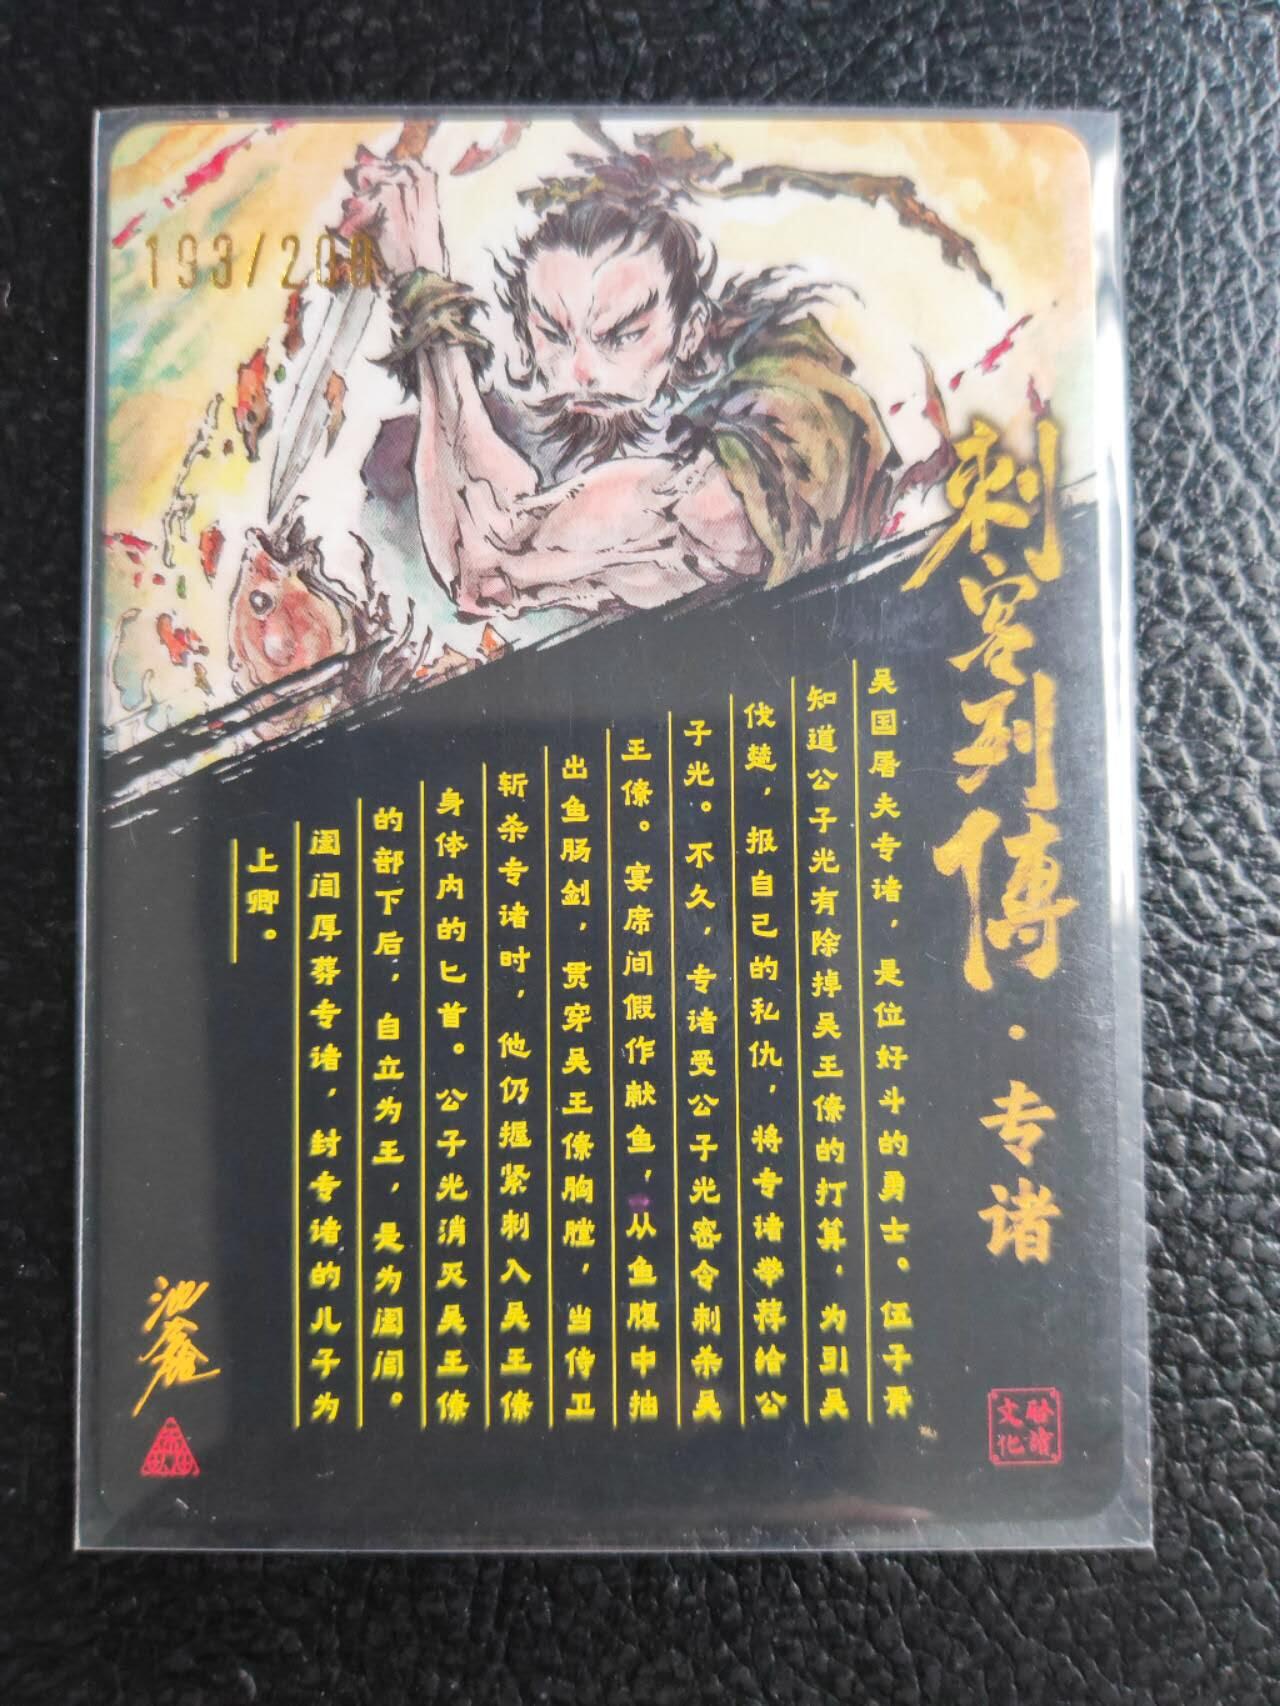 193/200
刺客列傳·专诸
吴国屠夫专诸，是位好斗的勇士。伍子胥
知道公子光有除掉吴王僚的打算，为引吴
伐楚，报自己的私仇，将专诸举荐给公
子光。不久，专诸受公子光密令刺杀吴
王僚。宴席间假作献鱼，从鱼腹中抽
出鱼肠剑，贯穿吴王僚胸膛，当侍卫
斩杀专诸时，他仍握紧刺入吴王僚
身体内的匕首。公子光消灭吴王僚
的部下后，自立为王，是为阖闾。
阖闾厚葬专诸，封专诸的儿子为
上卿。
文化